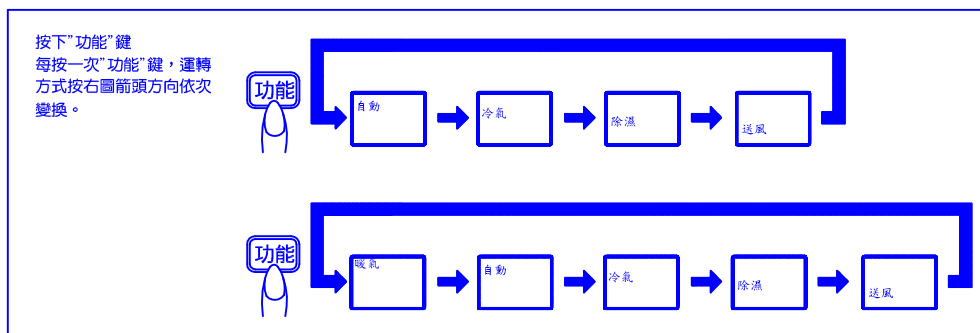 按下”功能”鍵
每按一次”功能”鍵，運轉
方式按右圖箭頭方向依次
變換。
功能
自動
冷氣
除濕
送風
功能
暖氣
自動
冷氣
除濕
送風